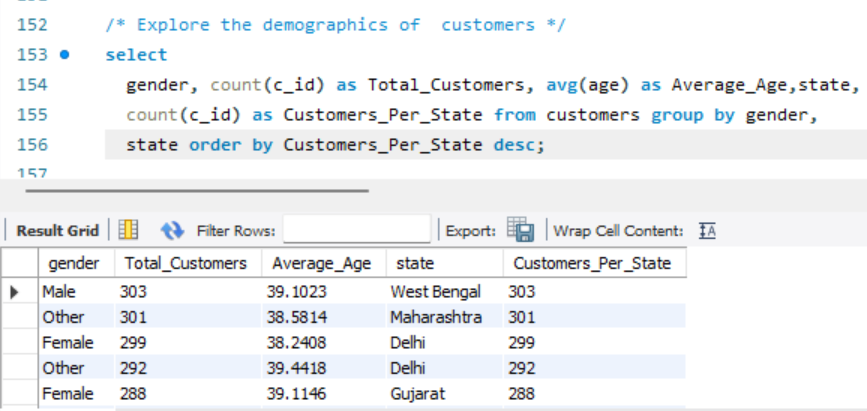 152 /* Explore the demographics of  customers */
153 select
154 gender, count(c_id) as Total_Customers, avg(age) as Average_Age,state,
155 count(c_id) as Customers_Per_State from customers group by gender,
156 state order by Customers_Per_State desc;
157
Result Grid Filter Rows: Export: Wrap Cell Content: IA
gender Total_Customers Average_Age state Customers_Per_State
Male 303 39.1023 West Bengal 303
Other 301 38.5814 Maharashtra 301
Female 299 38.2408 Delhi 299
Other 292 39.4418 Delhi 292
Female 288 39.1146 Gujarat 288